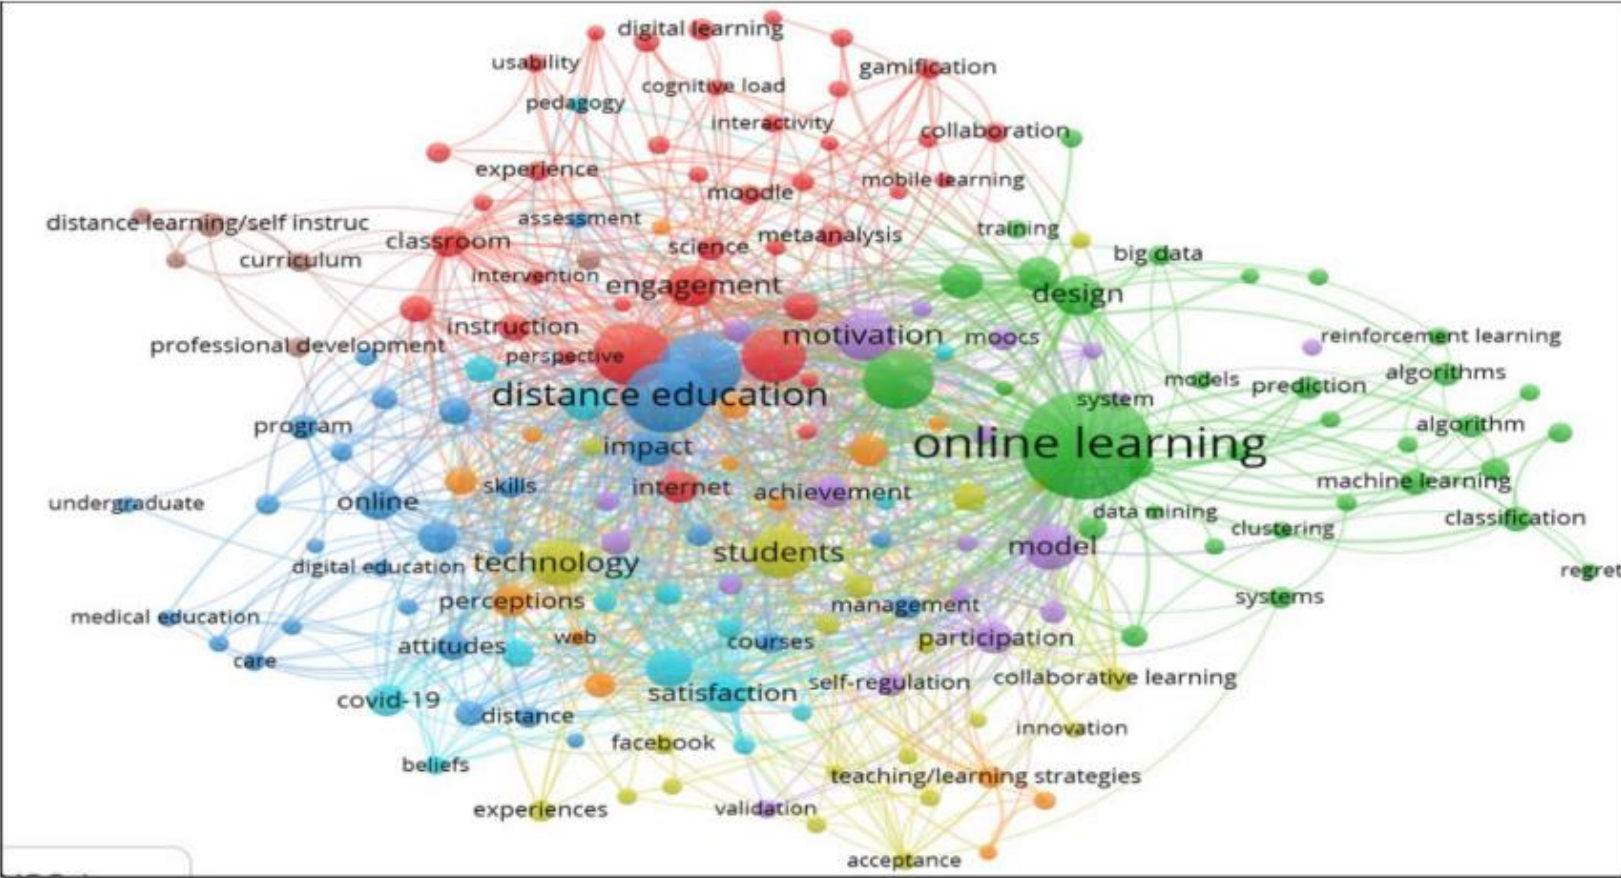 digital learning
usability
gamification
cognitive load
pedagogy
interactivity
collaboration
experience
mobile learning
moodle
distance learning/self instruc
assessment
training
classroom
science
metaanalysis
big data
curriculum
intervention
engagement
design
instruction
motivation
moocs
reinforcement learning
professional development
perspective
algorithms
models
prediction
distance education
system
program
algorithm
impact
online learning
machine learning
skills
internet
achievement
undergraduate
online
data mining
classification
clustering
model
students
technology
digital education
regret
systems
perceptions
management
medical education
web
participation
courses
attitudes
care
collaborative learning
self-regulation
satisfaction
covid-19
distance
innovation
facebook
beliefs
teaching/learning strategies
experiences
validation
acceptance